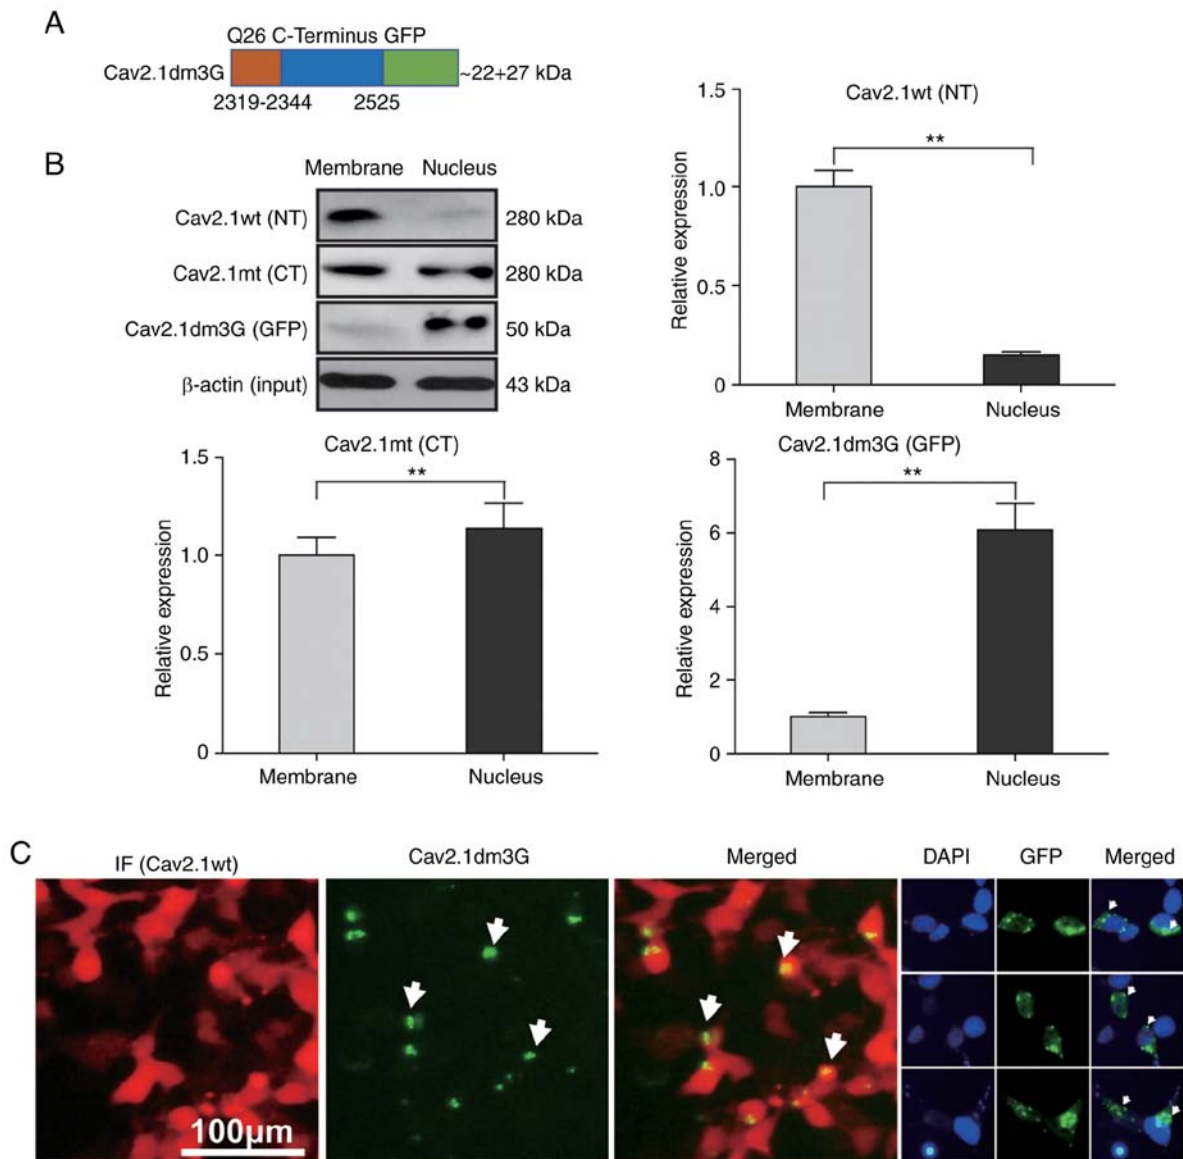 A
Q26 C-Terminus GFP
Cav2.1dm3G
~22+27 kDa
2319-2344
2525
B
Membrane
Nucleus
Cav2.1wt (NT)
280 kDa
Cav2.1mt (CT)
280 kDa
Cav2.1dm3G (GFP)
50 kDa
β-actin (input)
43 kDa
Cav2.1wt (NT)
**
Relative expression
1.5
1.0
0.5
0
Membrane
Nucleus
Cav2.1mt (CT)
**
Relative expression
1.5
1.0
0.5
0
Membrane
Nucleus
Cav2.1dm3G (GFP)
**
Relative expression
8
6
4
2
0
Membrane
Nucleus
C
IF (Cav2.1wt)
Cav2.1dm3G
Merged
DAPI
GFP
Merged
100μm